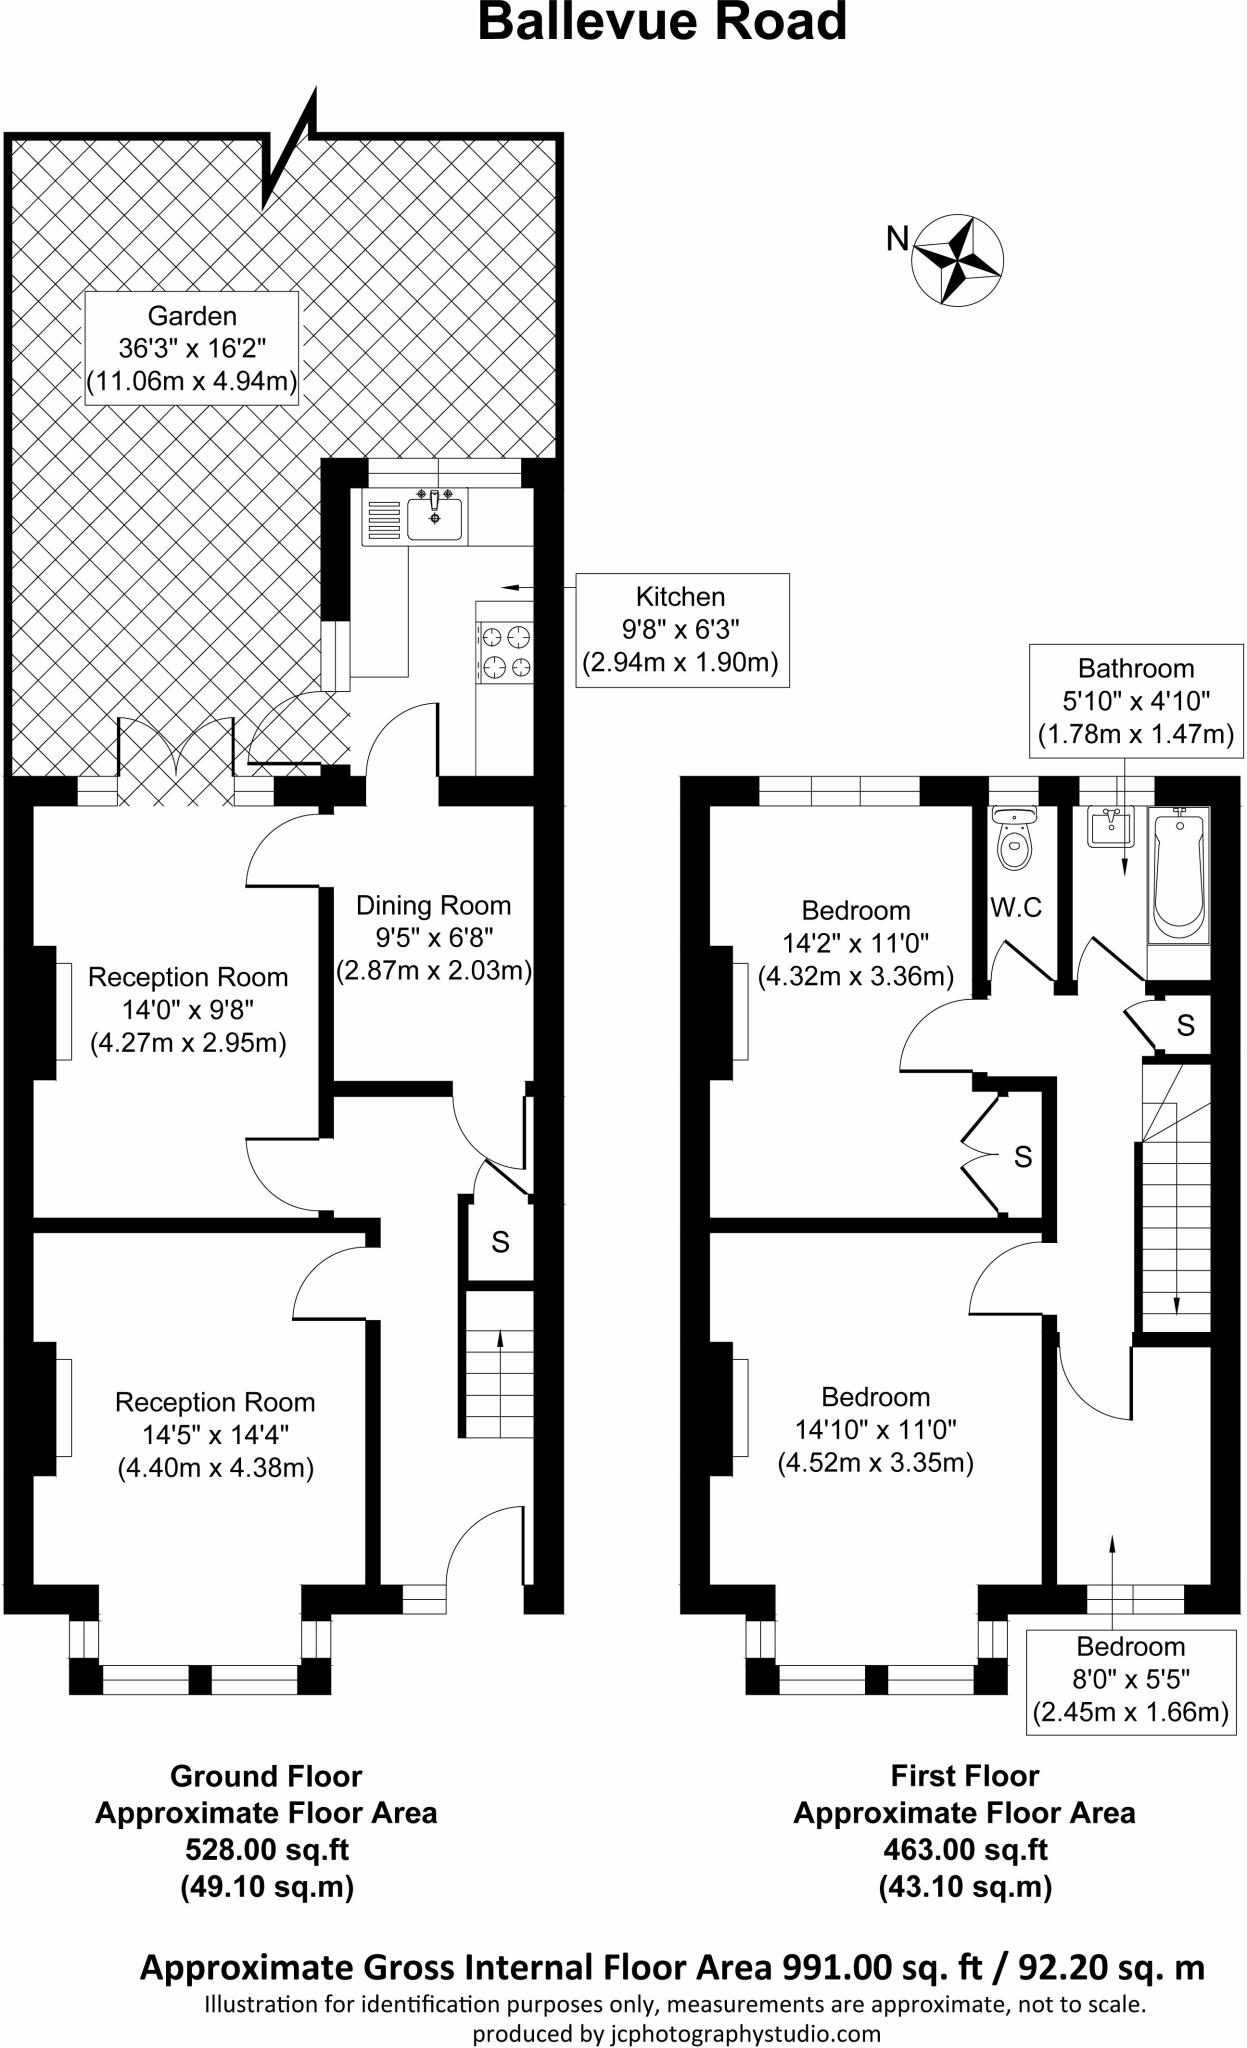 Ballevue Road
N
Garden
36'3" x 16'2"
(11.06m x 4.94m)
Kitchen
9'8" x 6'3"
(2.94m x 1.90m)
Bathroom
5'10" x 4'10"
(1.78m x 1.47m)
Dining Room
9'5" x 6'8"
(2.87m x 2.03m)
Reception Room
14'0" x 9'8"
(4.27m x 2.95m)
W.C
Bedroom
14'2" x 11'0"
(4.32m x 3.36m)
S
S
S
Reception Room
14'5" x 14'4"
(4.40m x 4.38m)
Bedroom
14'10" x 11'0"
(4.52m x 3.35m)
Bedroom
8'0" x 5'5"
(2.45m x 1.66m)
Ground Floor
Approximate Floor Area
528.00 sq.ft
(49.10 sq.m)
First Floor
Approximate Floor Area
463.00 sq.ft
(43.10 sq.m)
Approximate Gross Internal Floor Area 991.00 sq. ft / 92.20 sq. m
Illustration for identification purposes only, measurements are approximate, not to scale.
produced by jcphotographystudio.com